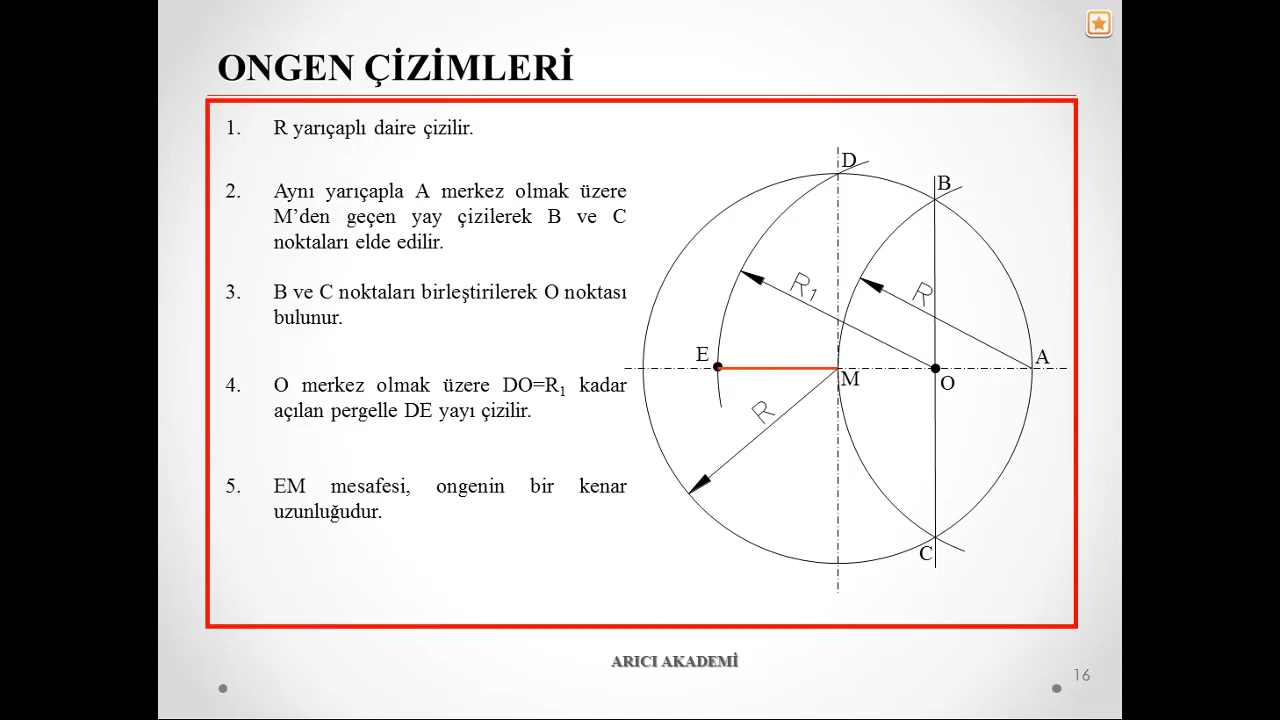 ONGEN ÇİZİMLERİ
1. R yarıçaplı daire çizilir.
2. Aynı yarıçapla A merkez olmak üzere
M’den geçen yay çizilerek B ve C
noktaları elde edilir.
3. B ve C noktaları birleştirilerek O noktası
bulunur.
4. O merkez olmak üzere DO=R₁ kadar
açılan pergelle DE yayı çizilir.
5. EM mesafesi, ongenin bir kenar
uzunluğudur.
D
B
R₁
R
E
A
M
O
R
C
ARICI AKADEMİ
16